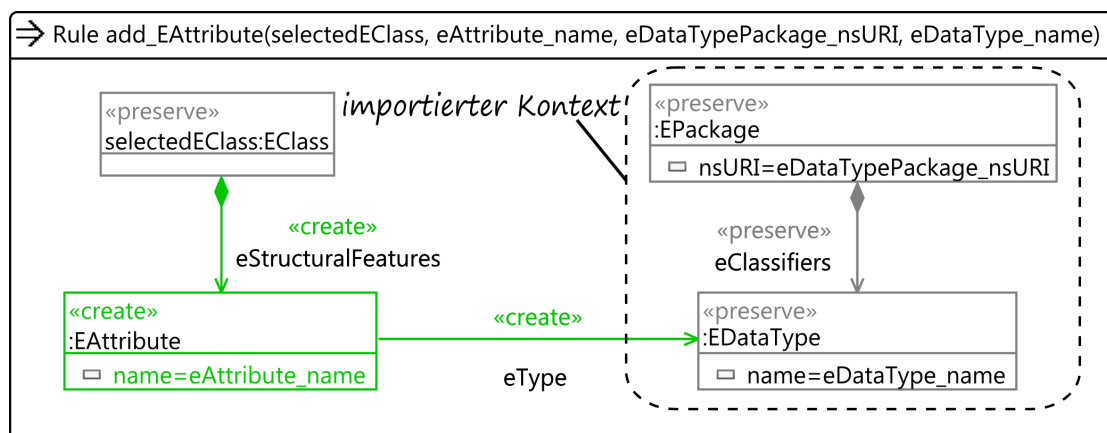 Rule add_EAttribute(selectedEClass, eAttribute_name, eDataTypePackage_nsURI, eDataType_name)
«preserve»
selectedEClass:EClass
importierter Kontext
«preserve»
:EPackage
nsURI=eDataTypePackage_nsURI
«create»
eStructuralFeatures
«preserve»
eClassifiers
«create»
:EAttribute
name=eAttribute_name
«create»
eType
«preserve»
:EDataType
name=eDataType_name